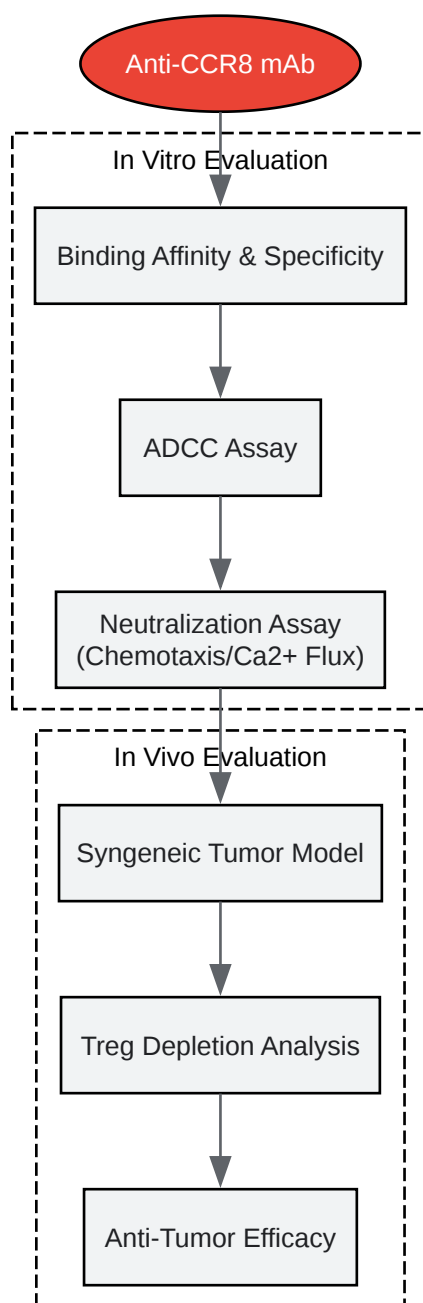 Anti-CCR8 mAb
In Vitro Evaluation
Binding Affinity & Specificity
ADCC Assay
Neutralization Assay
(Chemotaxis/Ca2+ Flux)
In Vivo Evaluation
Syngeneic Tumor Model
Treg Depletion Analysis
Anti-Tumor Efficacy